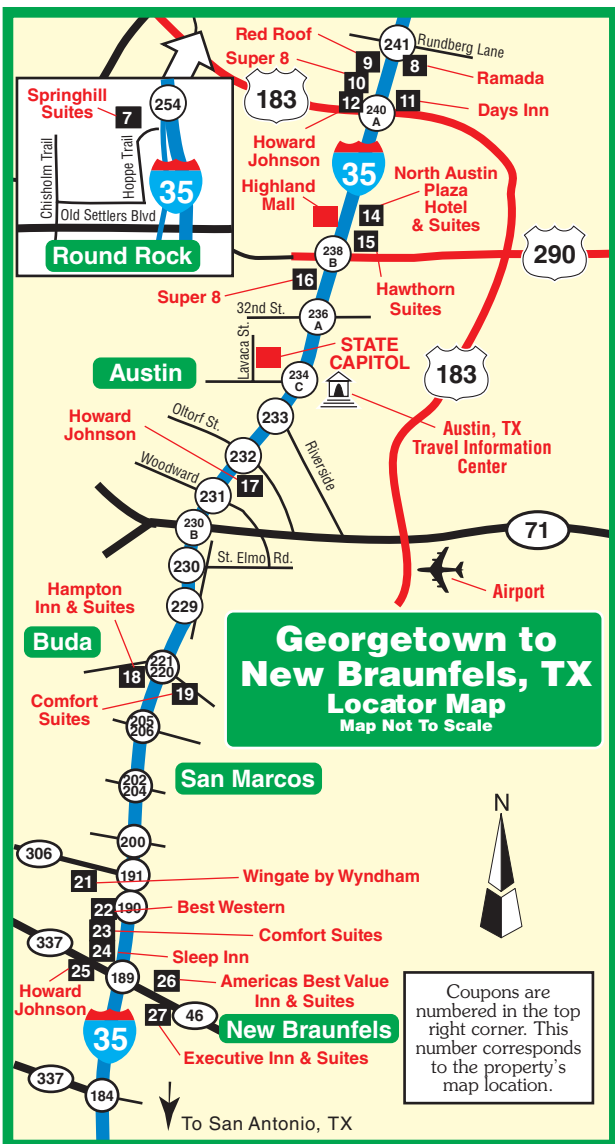 Red Roof
241
Rundberg Lane
Super 8
9
8
Ramada
10
Springhill
Suites
7
254
183
12
240
A
11
Days Inn
Howard
Johnson
Chisholm Trail
Hoppe Trail
35
35
North Austin
Plaza
Hotel
& Suites
Highland
Mall
14
Old Settlers Blvd
Round Rock
15
238
B
290
16
Super 8
Hawthorn
Suites
32nd St.
236
A
Lavaca St.
STATE
CAPITOL
Austin
234
C
183
Howard
Johnson
Oltorf St.
233
Austin, TX
Travel Information
Center
232
Riverside
Woodward
17
231
230
B
71
St. Elmo Rd.
230
Airport
Hampton
Inn & Suites
229
Georgetown to
New Braunfels, TX
Locator Map
Map Not To Scale
Buda
221
220
18
19
Comfort
Suites
205
206
San Marcos
202
204
N
200
306
191
21
Wingate by Wyndham
22
190
Best Western
23
Comfort Suites
337
24
Sleep Inn
25
189
26
Americas Best Value
Inn & Suites
Howard
Johnson
46
27
New Braunfels
35
Executive Inn & Suites
Coupons are
numbered in the top
right corner. This
number corresponds
to the property's
map location.
337
184
To San Antonio, TX